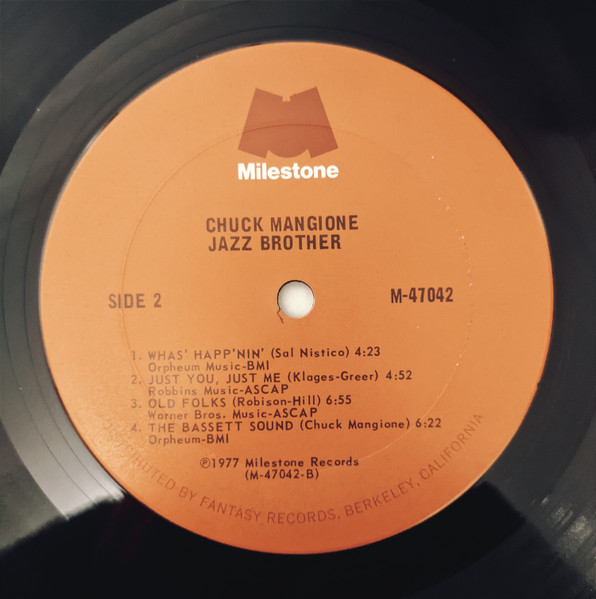 Milestone
CHUCK MANGIONE
JAZZ BROTHER
SIDE 2
M-47042
1. WHAS' HAPP'NIN' (Sal Nistico) 4:23
Orpheum Music-BMI
2. JUST YOU, JUST ME (Klages-Greer) 4:52
Robbins Music-ASCAP
3. OLD FOLKS (Robison-Hill) 6:55
Warner Bros. Music-ASCAP
4. THE BASSETT SOUND (Chuck Mangione) 6:22
Orpheum-BMI
℗1977 Milestone Records
(M-47042-B)
DISTRIBUTED BY FANTASY RECORDS, BERKELEY, CALIFORNIA